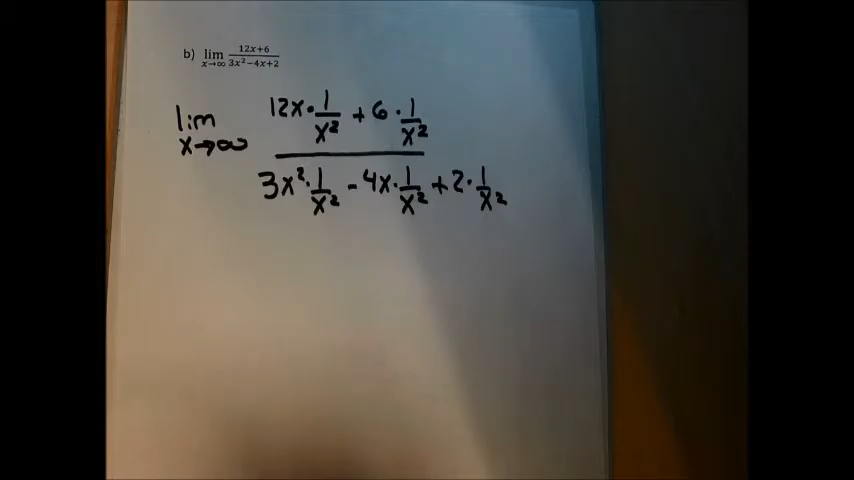 b) lim x→∞ 12x+6 / 3x²−4x+2
lim x→∞ 12x · 1/x² + 6 · 1/x²
3x² · 1/x² − 4x · 1/x² + 2 · 1/x²